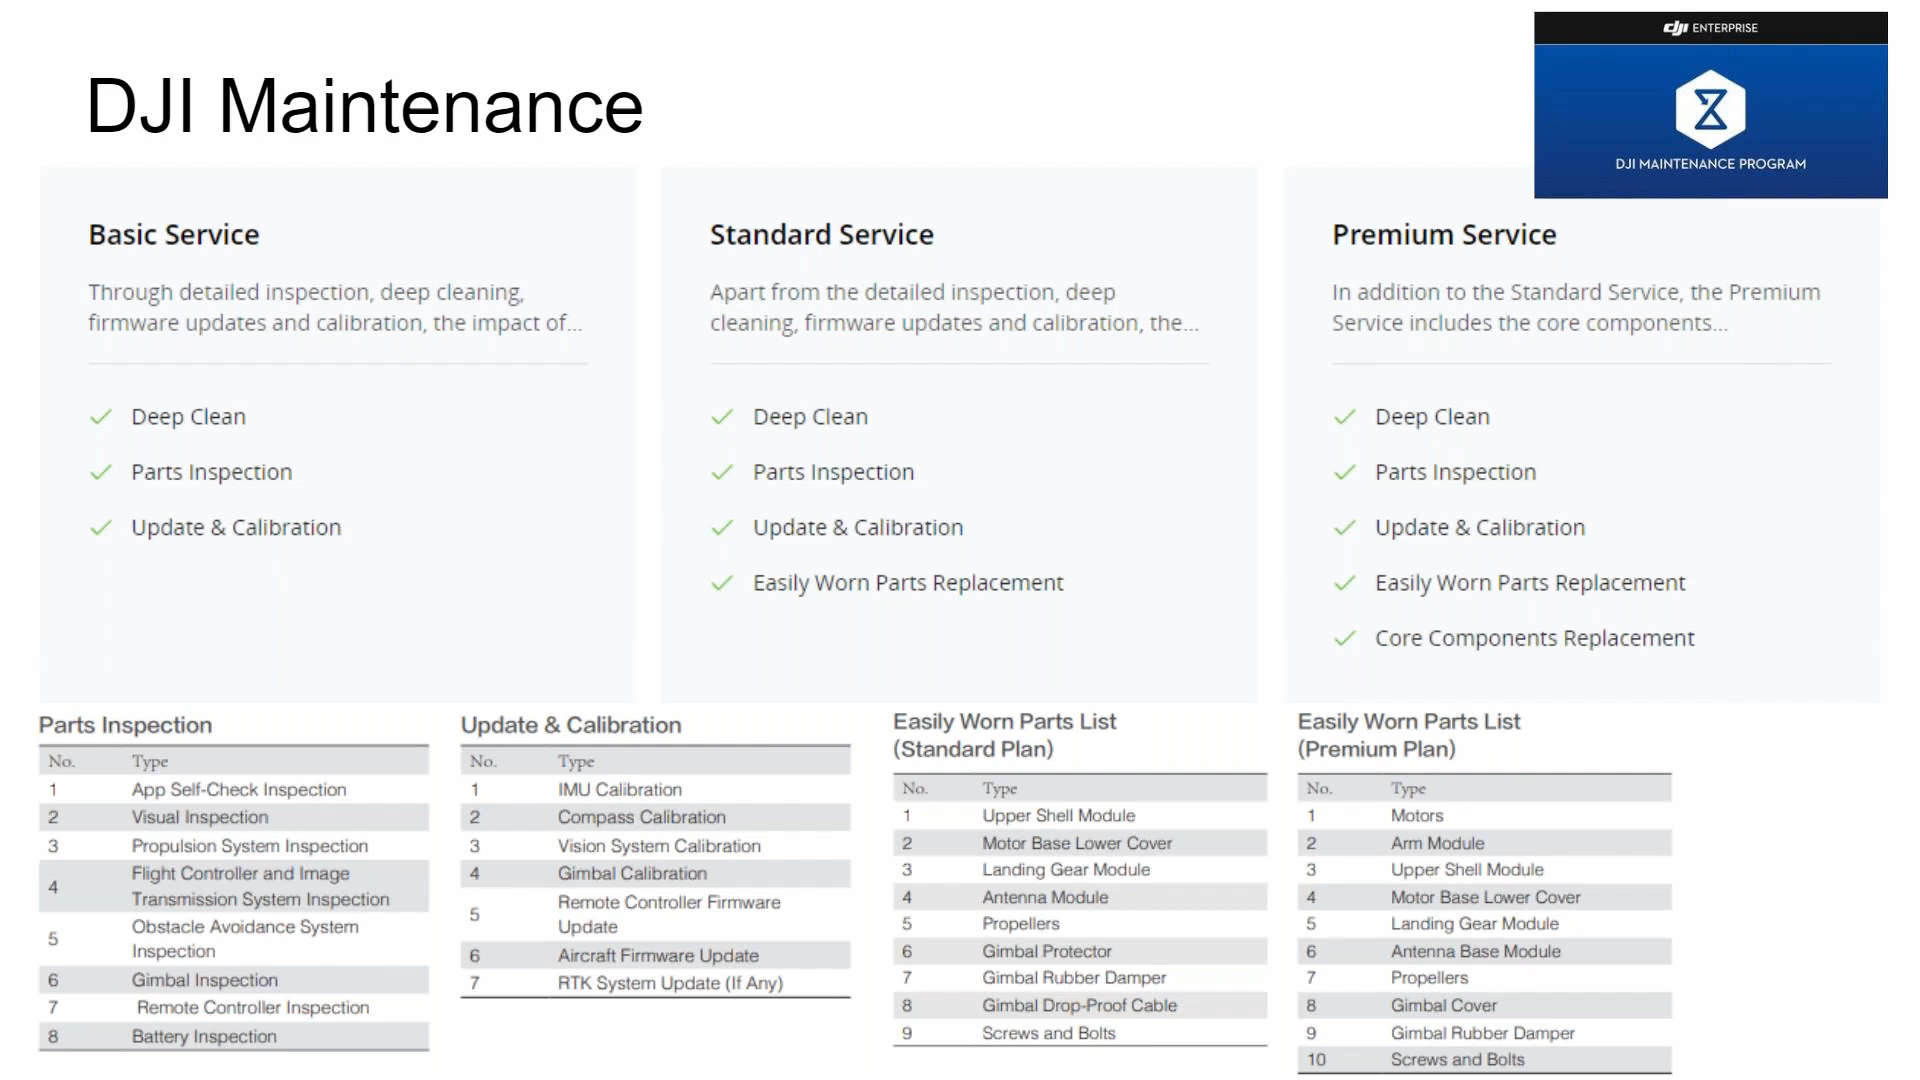 dji ENTERPRISE
DJI MAINTENANCE PROGRAM
DJI Maintenance
Basic Service
Through detailed inspection, deep cleaning,
firmware updates and calibration, the impact of...
Deep Clean
Parts Inspection
Update & Calibration
Standard Service
Apart from the detailed inspection, deep
cleaning, firmware updates and calibration, the...
Deep Clean
Parts Inspection
Update & Calibration
Easily Worn Parts Replacement
Premium Service
In addition to the Standard Service, the Premium
Service includes the core components...
Deep Clean
Parts Inspection
Update & Calibration
Easily Worn Parts Replacement
Core Components Replacement
Parts Inspection
No. Type
1 App Self-Check Inspection
2 Visual Inspection
3 Propulsion System Inspection
4 Flight Controller and Image
Transmission System Inspection
5 Obstacle Avoidance System
Inspection
6 Gimbal Inspection
7 Remote Controller Inspection
8 Battery Inspection
Update & Calibration
No. Type
1 IMU Calibration
2 Compass Calibration
3 Vision System Calibration
4 Gimbal Calibration
5 Remote Controller Firmware
Update
6 Aircraft Firmware Update
7 RTK System Update (If Any)
Easily Worn Parts List
(Standard Plan)
No. Type
1 Upper Shell Module
2 Motor Base Lower Cover
3 Landing Gear Module
4 Antenna Module
5 Propellers
6 Gimbal Protector
7 Gimbal Rubber Damper
8 Gimbal Drop-Proof Cable
9 Screws and Bolts
Easily Worn Parts List
(Premium Plan)
No. Type
1 Motors
2 Arm Module
3 Upper Shell Module
4 Motor Base Lower Cover
5 Landing Gear Module
6 Antenna Base Module
7 Propellers
8 Gimbal Cover
9 Gimbal Rubber Damper
10 Screws and Bolts